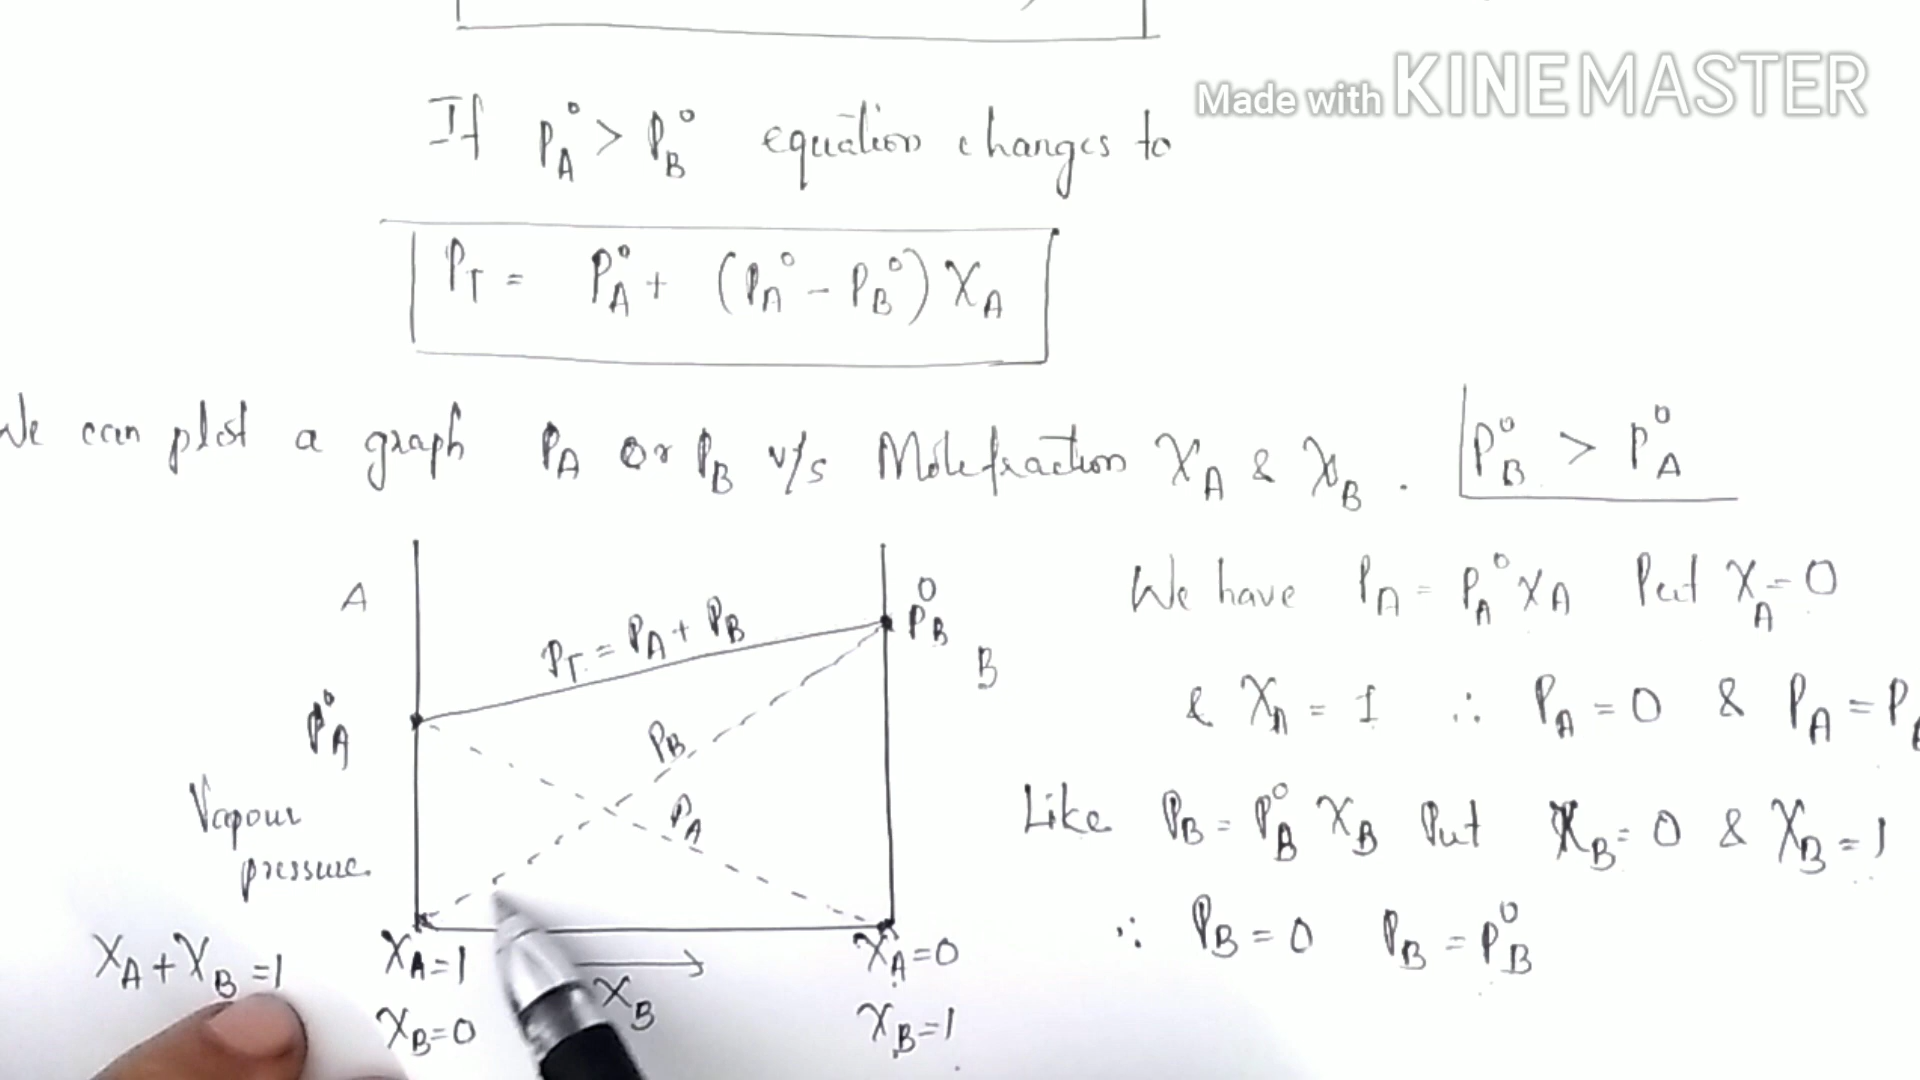 Made with KINEMASTER
If P°A > P°B equation changes to
PT = P°A + (P°A - P°B) XA
We can plot a graph PA or PB v/s Molefraction XA & XB. P°B > P°A
A
PT = PA + PB
P°B
B
P°A
PB
PA
Vapour
pressure.
XA + XB = 1
XA = 1
XB = 0
XB
XA = 0
XB = 1
We have PA = P°A XA Put XA = 0
& XA = 1 ∴ PA = 0 & PA = PA
Like PB = P°B XB Put XB = 0 & XB = 1
∴ PB = 0 PB = P°B